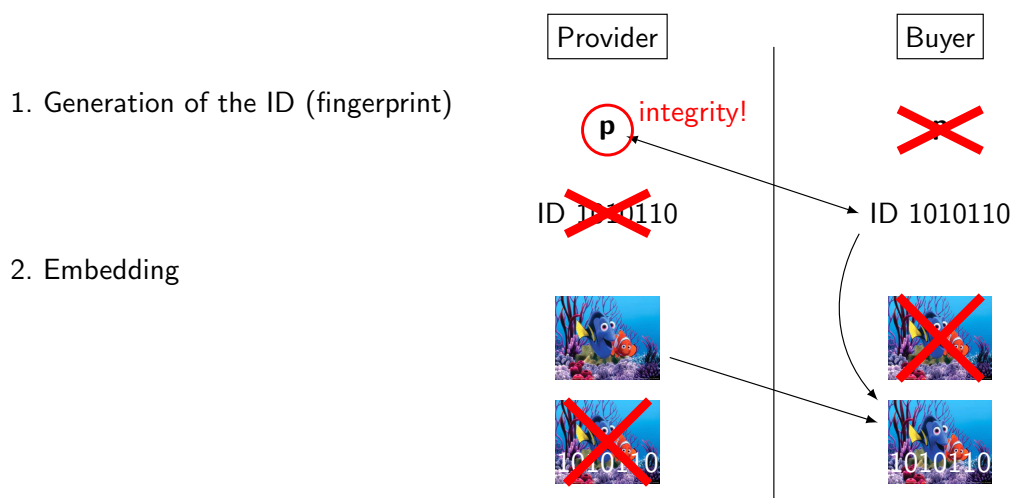 Provider
Buyer
1. Generation of the ID (fingerprint)
integrity!
p
p
ID 1010110
ID 1010110
2. Embedding
1010110
1010110